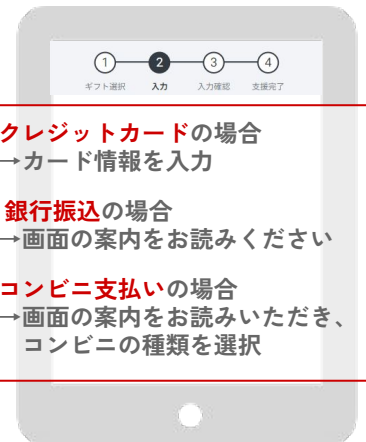 1 2 3 4
ギフト選択 入力 入力確認 支援完了
クレジットカードの場合
→カード情報を入力
銀行振込の場合
→画面の案内をお読みください
コンビニ支払いの場合
→画面の案内をお読みいただき、
コンビニの種類を選択